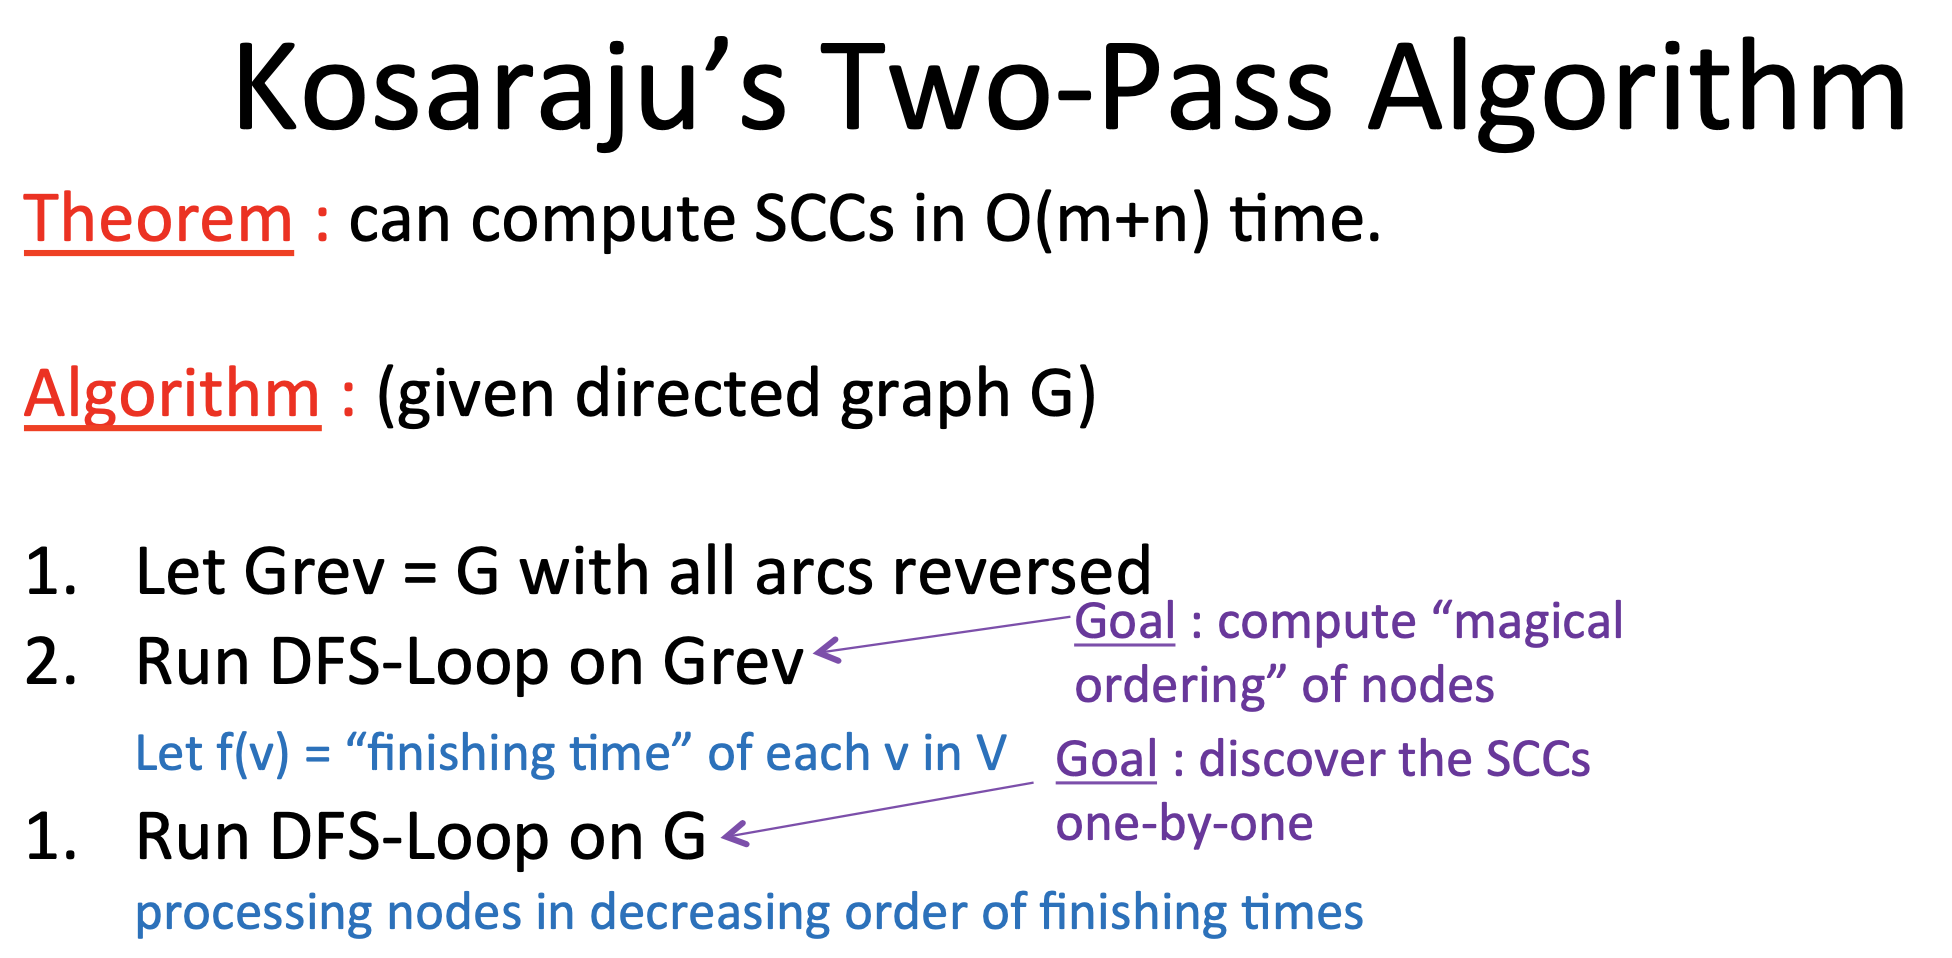 Kosaraju’s Two-Pass Algorithm
Theorem : can compute SCCs in O(m+n) time.
Algorithm : (given directed graph G)
1. Let Grev = G with all arcs reversed
2. Run DFS-Loop on Grev
Goal : compute “magical
ordering” of nodes
Let f(v) = “finishing time” of each v in V
Goal : discover the SCCs
one-by-one
1. Run DFS-Loop on G
processing nodes in decreasing order of finishing times